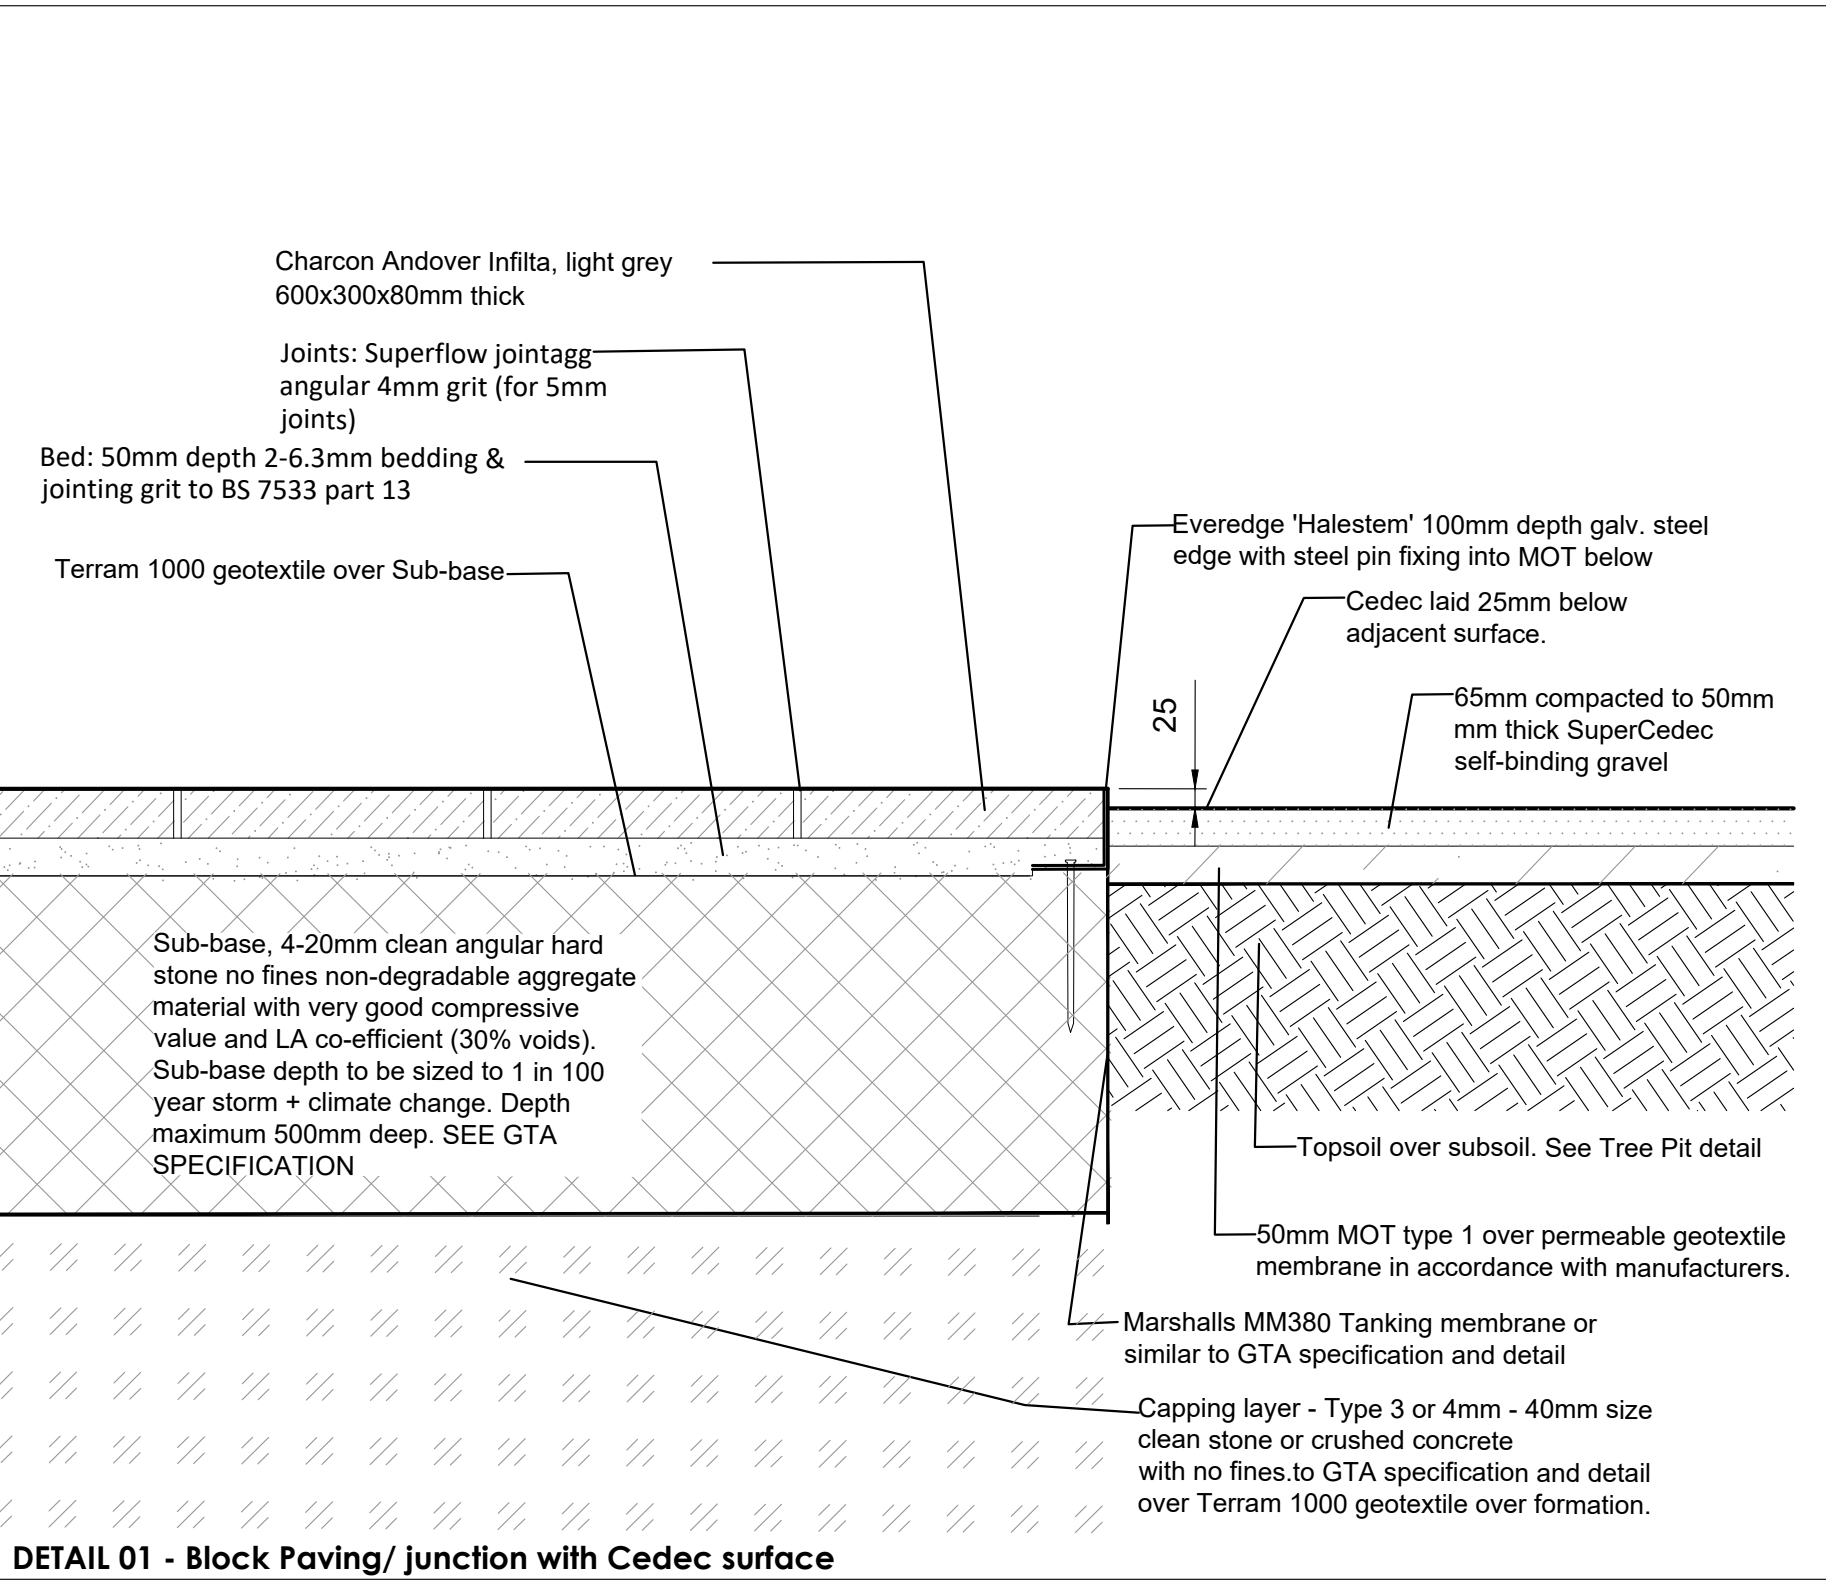 Charcon Andover Infilta, light grey
600x300x80mm thick
Joints: Superflow jointagg
angular 4mm grit (for 5mm
joints)
Bed: 50mm depth 2-6.3mm bedding &
jointing grit to BS 7533 part 13
Terram 1000 geotextile over Sub-base
Everedge 'Halestem' 100mm depth galv. steel
edge with steel pin fixing into MOT below
Cedec laid 25mm below
adjacent surface.
65mm compacted to 50mm
mm thick SuperCedec
self-binding gravel
25
Sub-base, 4-20mm clean angular hard
stone no fines non-degradable aggregate
material with very good compressive
value and LA co-efficient (30% voids).
Sub-base depth to be sized to 1 in 100
year storm + climate change. Depth
maximum 500mm deep. SEE GTA
SPECIFICATION
Topsoil over subsoil. See Tree Pit detail
50mm MOT type 1 over permeable geotextile
membrane in accordance with manufacturers.
Marshalls MM380 Tanking membrane or
similar to GTA specification and detail
Capping layer - Type 3 or 4mm - 40mm size
clean stone or crushed concrete
with no fines.to GTA specification and detail
over Terram 1000 geotextile over formation.
DETAIL 01 - Block Paving/ junction with Cedec surface